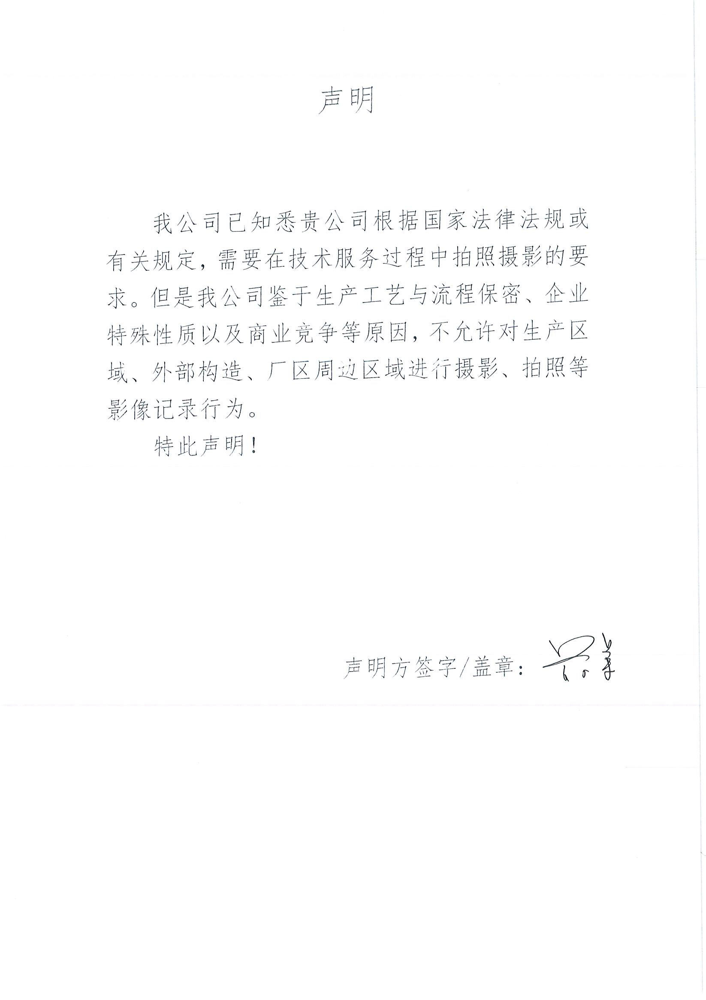 声明
我公司已知悉贵公司根据国家法律法规或
有关规定，需要在技术服务过程中拍照摄影的要
求。但是我公司鉴于生产工艺与流程保密、企业
特殊性质以及商业竞争等原因，不允许对生产区
域、外部构造、厂区周边区域进行摄影、拍照等
影像记录行为。
特此声明！
声明方签字/盖章：